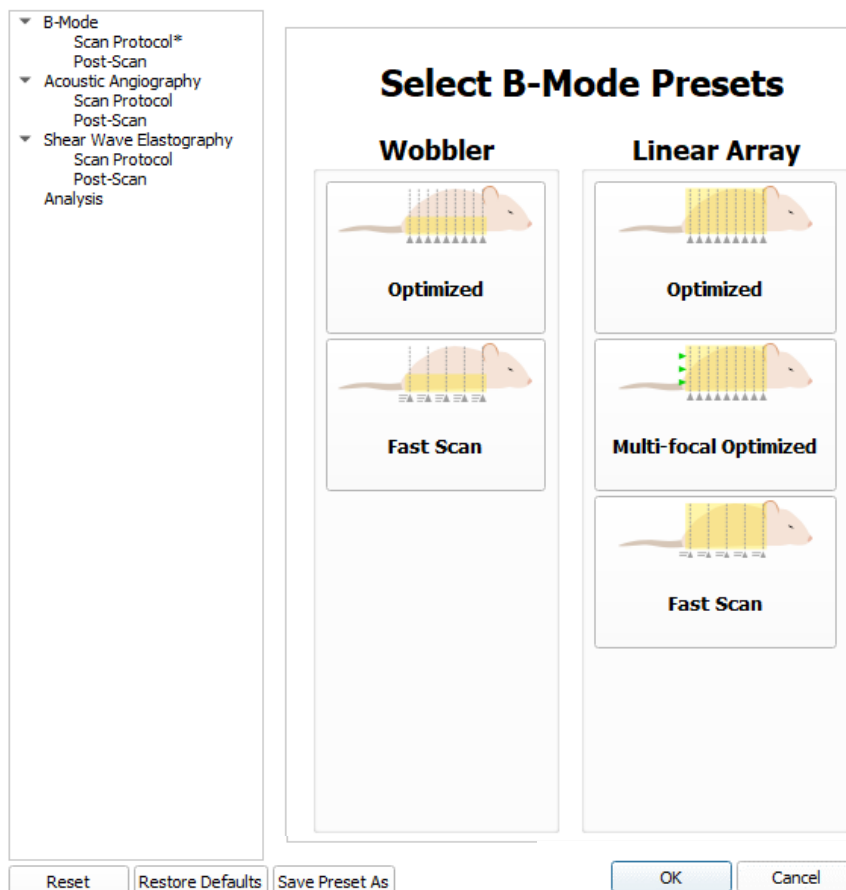 B-Mode
Scan Protocol*
Post-Scan
Acoustic Angiography
Scan Protocol
Post-Scan
Shear Wave Elastography
Scan Protocol
Post-Scan
Analysis
Select B-Mode Presets
Wobbler
Optimized
Fast Scan
Linear Array
Optimized
Multi-focal Optimized
Fast Scan
Reset
Restore Defaults
Save Preset As
OK
Cancel